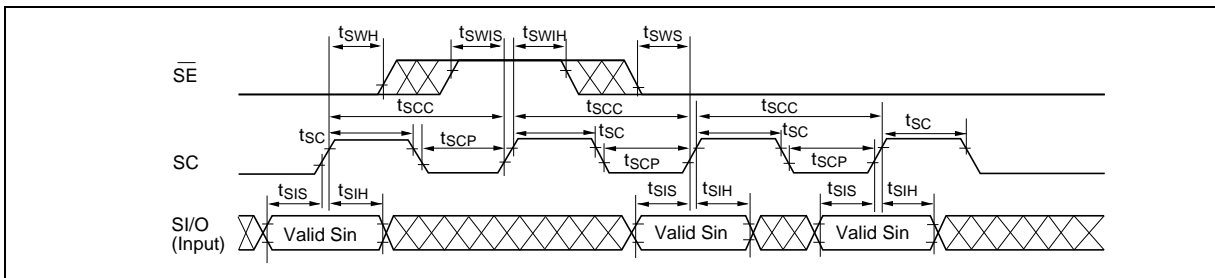 tSWH tSWIS tSWIH tSWS
SE
tSCC tSCC tSCC
tSC tSC tSC tSC
SC tSCP tSCP tSCP
tSIS tSIH tSIS tSIH tSIS tSIH
SI/O
(Input)
Valid Sin Valid Sin Valid Sin